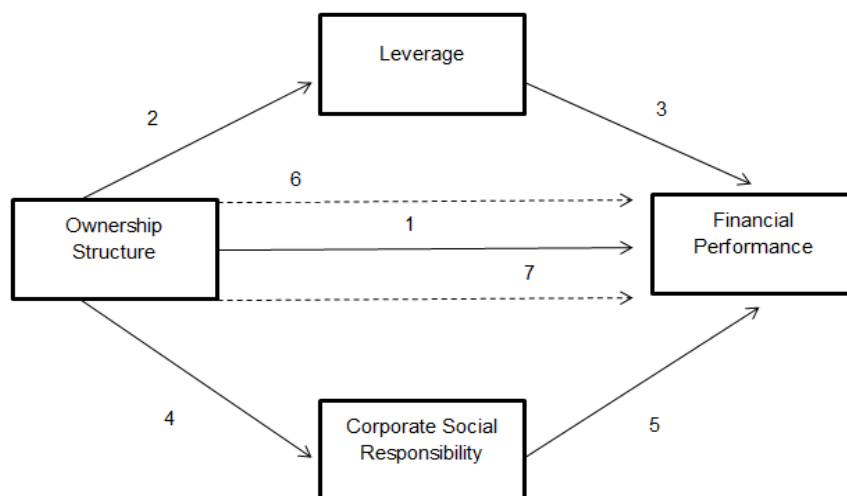 Leverage
2
3
6
Ownership
Structure
1
Financial
Performance
7
4
Corporate Social
Responsibility
5